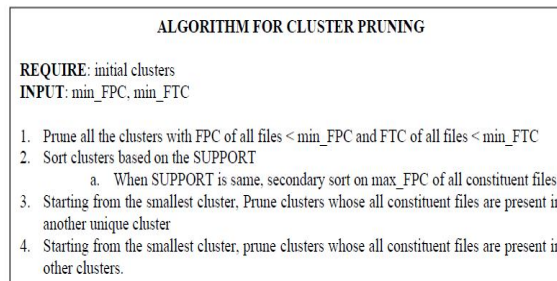 ALGORITHM FOR CLUSTER PRUNING
REQUIRE: initial clusters
INPUT: min_FPC, min_FTC
1. Prune all the clusters with FPC of all files < min_FPC and FTC of all files < min_FTC
2. Sort clusters based on the SUPPORT
a. When SUPPORT is same, secondary sort on max_FPC of all constituent files
3. Starting from the smallest cluster, Prune clusters whose all constituent files are present in
another unique cluster
4. Starting from the smallest cluster, prune clusters whose all constituent files are present in
other clusters.